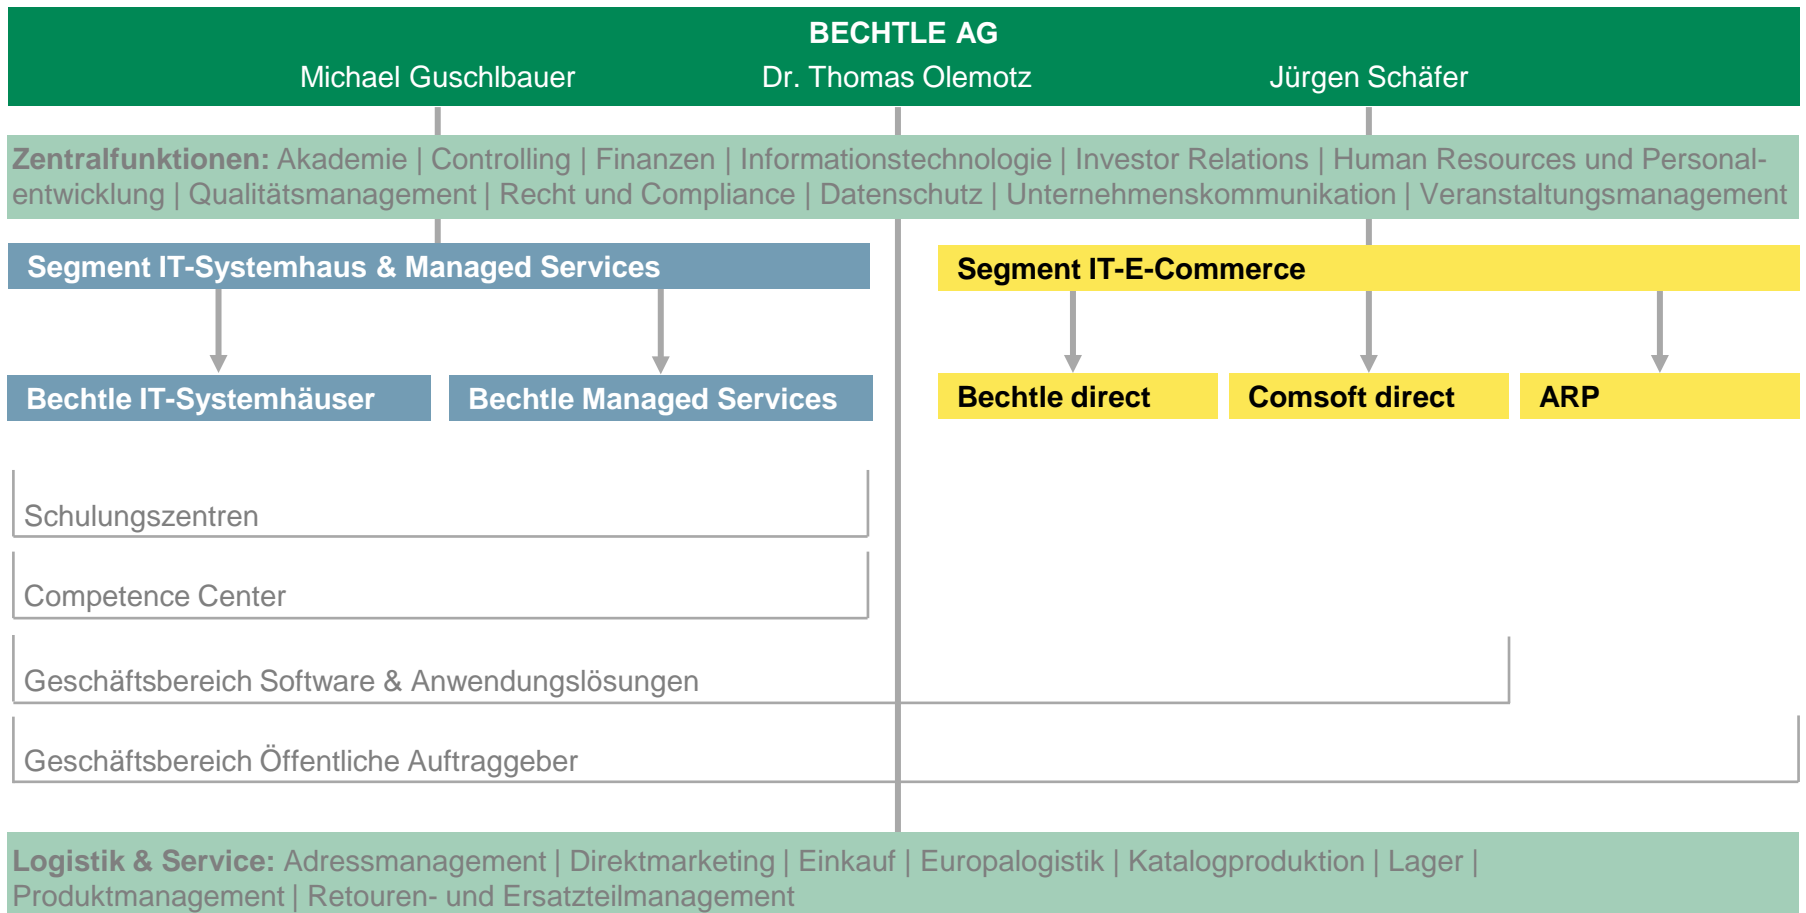 BECHTLE AG
Michael Guschlbauer Dr. Thomas Olemotz Jürgen Schäfer
Zentralfunktionen: Akademie | Controlling | Finanzen | Informationstechnologie | Investor Relations | Human Resources und Personal-
entwicklung | Qualitätsmanagement | Recht und Compliance | Datenschutz | Unternehmenskommunikation | Veranstaltungsmanagement
Segment IT-Systemhaus & Managed Services
Segment IT-E-Commerce
Bechtle IT-Systemhäuser
Bechtle Managed Services
Bechtle direct
Comsoft direct
ARP
Schulungszentren
Competence Center
Geschäftsbereich Software & Anwendungslösungen
Geschäftsbereich Öffentliche Auftraggeber
Logistik & Service: Adressmanagement | Direktmarketing | Einkauf | Europalogistik | Katalogproduktion | Lager |
Produktmanagement | Retouren- und Ersatzteilmanagement